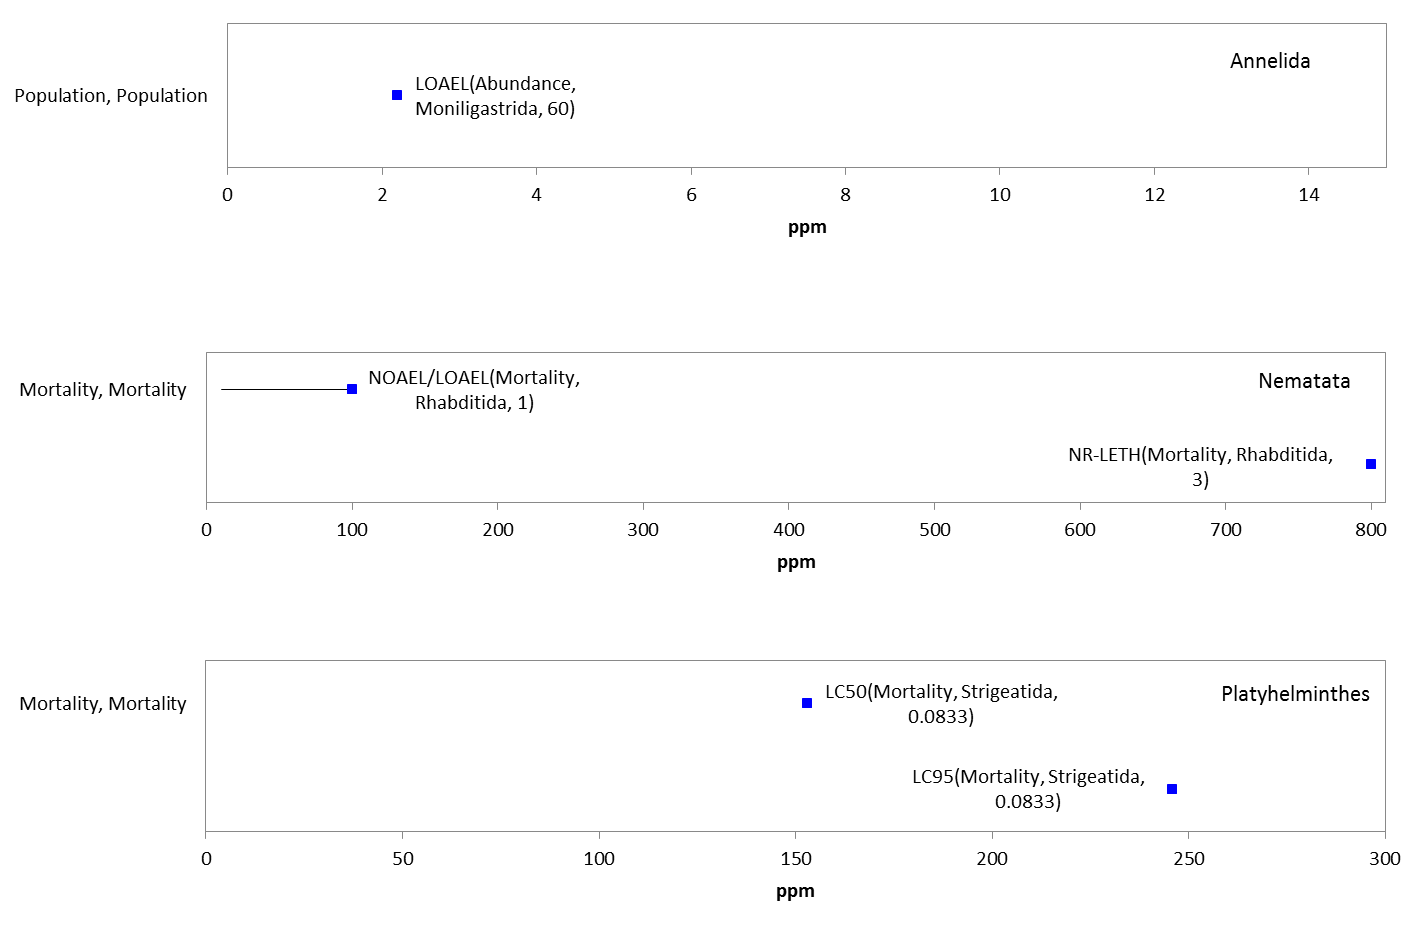 Annelida
Population, Population
LOAEL(Abundance,
Moniligastrida, 60)
0 2 4 6 8 10 12 14
ppm
Nematata
Mortality, Mortality
NOAEL/LOAEL(Mortality,
Rhabditida, 1)
NR-LETH(Mortality, Rhabditida,
3)
0 100 200 300 400 500 600 700 800
ppm
Platyhelminthes
Mortality, Mortality
LC50(Mortality, Strigeatida,
0.0833)
LC95(Mortality, Strigeatida,
0.0833)
0 50 100 150 200 250 300
ppm